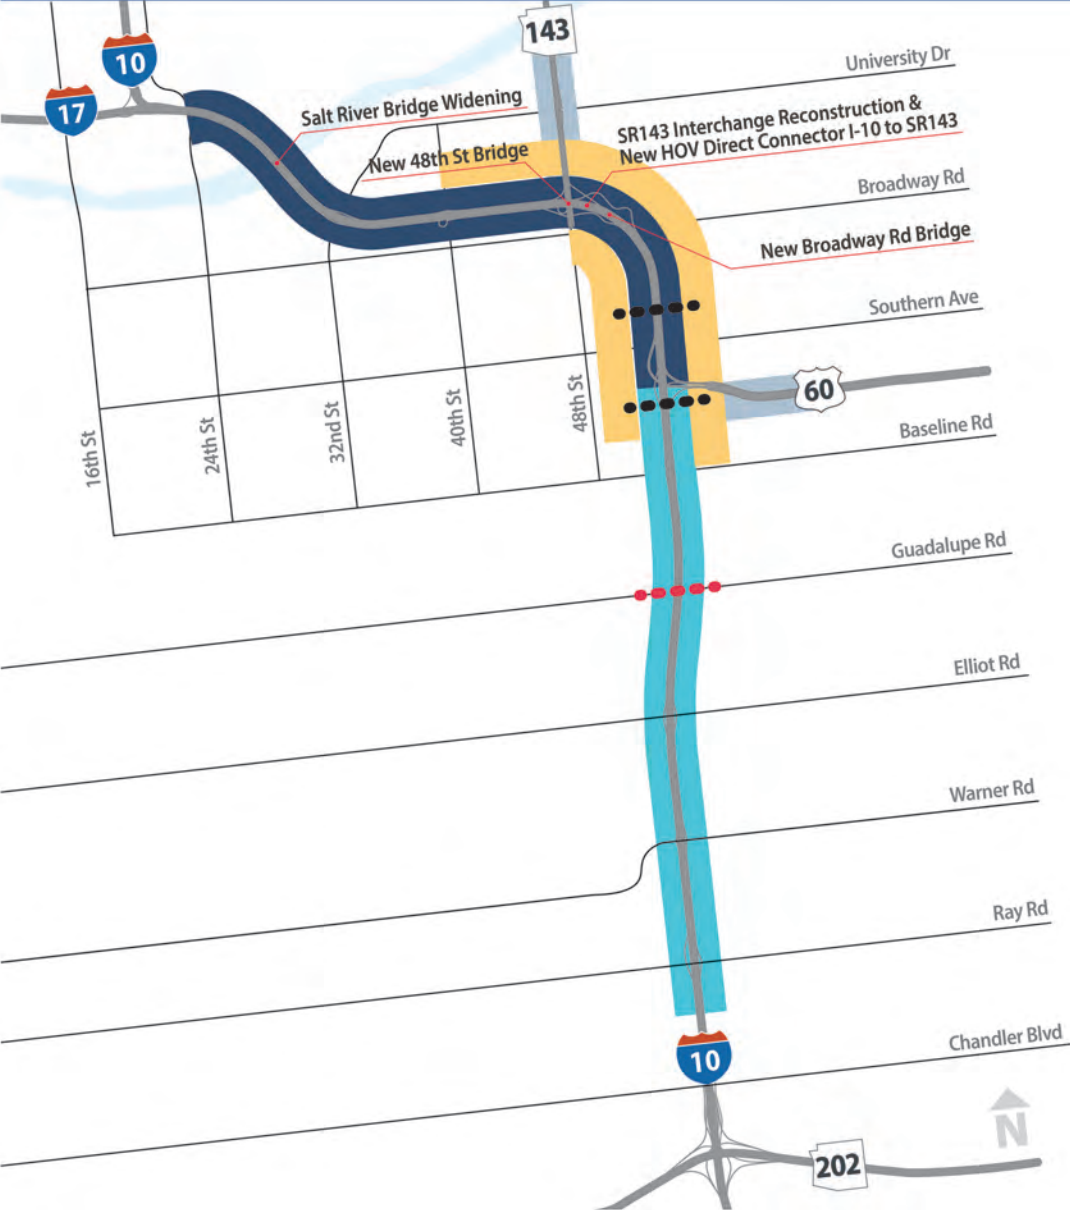 143
10
17
University Dr
Salt River Bridge Widening
SR143 Interchange Reconstruction &
New HOV Direct Connector I-10 to SR143
New 48th St Bridge
Broadway Rd
New Broadway Rd Bridge
Southern Ave
60
16th St
24th St
32nd St
40th St
48th St
Baseline Rd
Guadalupe Rd
Elliot Rd
Warner Rd
Ray Rd
Chandler Blvd
10
N
202